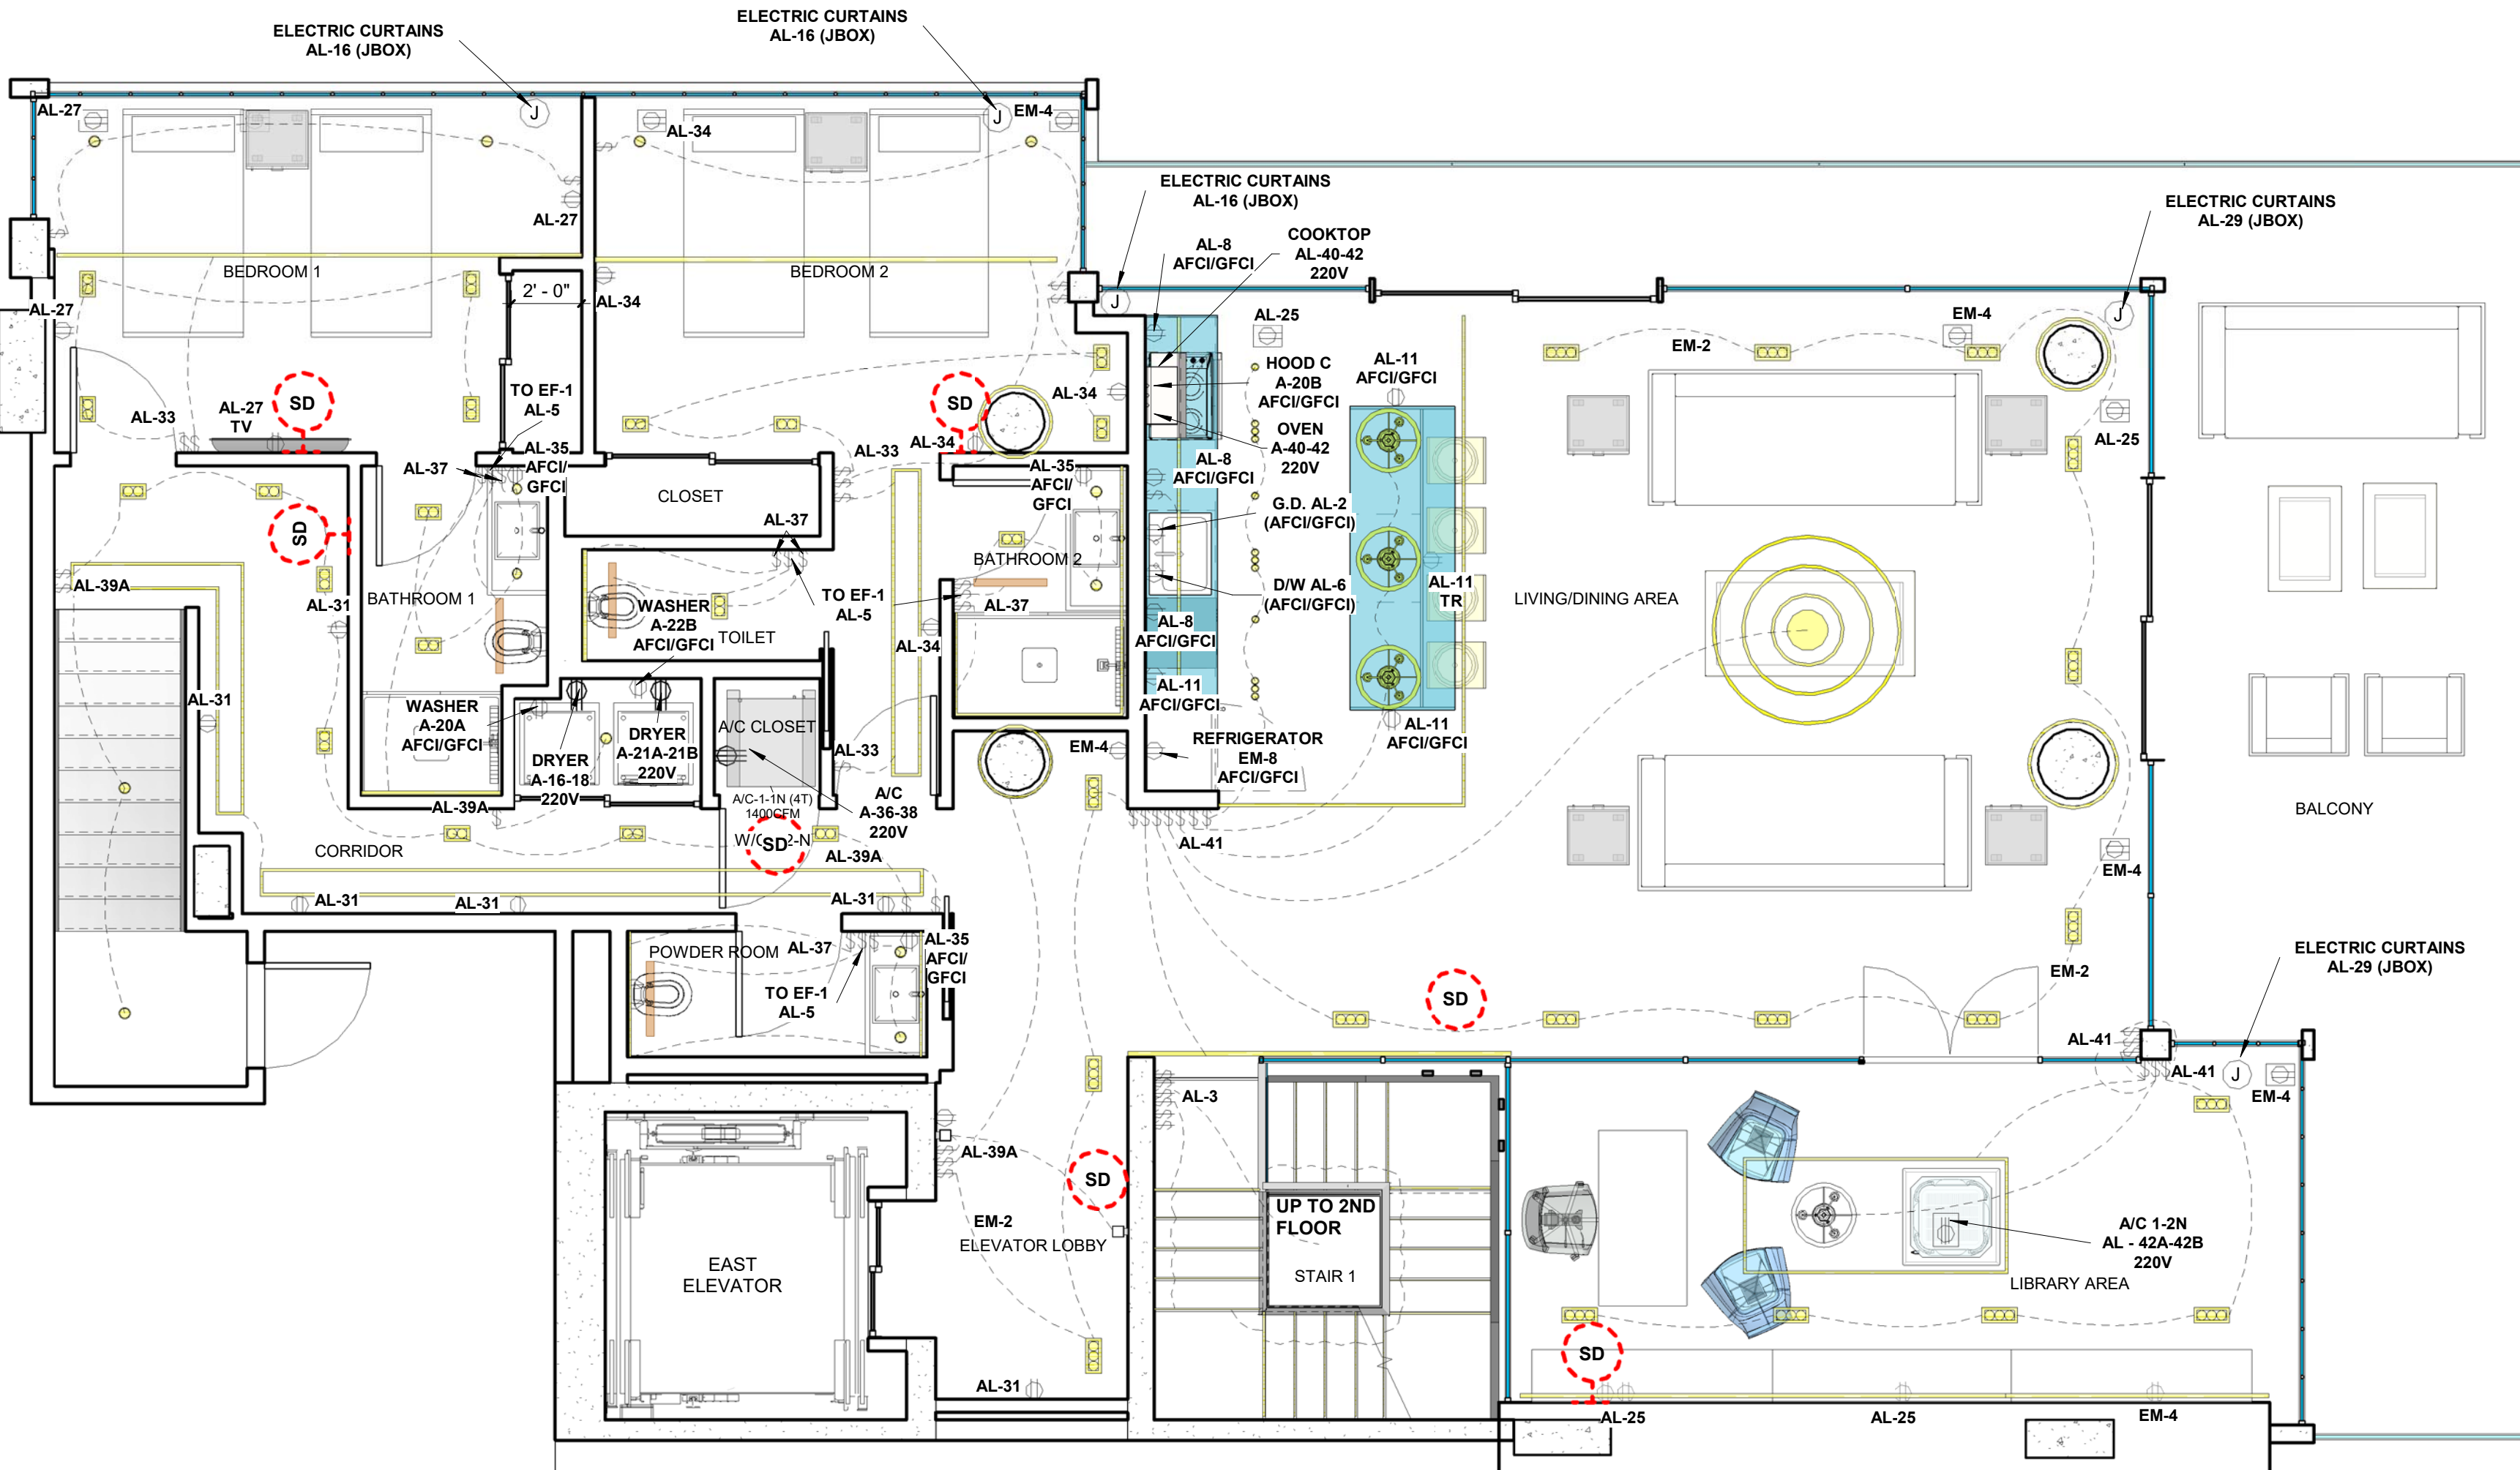 ELECTRIC CURTAINS
AL-16 (JBOX)
ELECTRIC CURTAINS
AL-16 (JBOX)
AL-27
J
AL-34
J
EM-4
ELECTRIC CURTAINS
AL-16 (JBOX)
ELECTRIC CURTAINS
AL-29 (JBOX)
AL-27
AL-8
AFCI/GFCI
COOKTOP
AL-40-42
220V
BEDROOM 1
BEDROOM 2
2' - 0"
AL-34
J
J
AL-27
AL-25
EM-4
EM-2
HOOD C
A-20B
AFCI/GFCI
AL-11
AFCI/GFCI
TO EF-1
AL-5
AL-34
SD
SD
AL-33
AL-27
TV
OVEN
A-40-42
220V
AL-25
AL-34
AL-33
AL-35
AFCI/
GFCI
AL-37
AL-35
AFCI/
GFCI
AL-8
AFCI/GFCI
CLOSET
G.D. AL-2
(AFCI/GFCI)
SD
AL-37
BATHROOM 2
AL-39A
AL-31
BATHROOM 1
TO EF-1
AL-5
AL-37
D/W AL-6
(AFCI/GFCI)
AL-11
TR
LIVING/DINING AREA
WASHER
A-22B
AFCI/GFCI
TOILET
AL-34
AL-8
AFCI/GFCI
AL-31
WASHER
A-20A
AFCI/GFCI
AL-11
AFCI/GFCI
A/C CLOSET
DRYER
A-16-18
220V
DRYER
A-21A-21B
220V
AL-33
EM-4
REFRIGERATOR
EM-8
AFCI/GFCI
AL-11
AFCI/GFCI
AL-39A
A/C-1-1N (4T)
1400CFM
A/C
A-36-38
220V
BALCONY
CORRIDOR
SD
AL-39A
AL-41
EM-4
AL-31
AL-31
AL-31
POWDER ROOM
AL-37
AL-35
AFCI/
GFCI
TO EF-1
AL-5
SD
EM-2
ELECTRIC CURTAINS
AL-29 (JBOX)
AL-41
AL-41
J
EM-4
AL-3
AL-39A
SD
UP TO 2ND
FLOOR
EM-2
ELEVATOR LOBBY
STAIR 1
EAST
ELEVATOR
A/C 1-2N
AL - 42A-42B
220V
LIBRARY AREA
SD
AL-31
AL-25
AL-25
EM-4